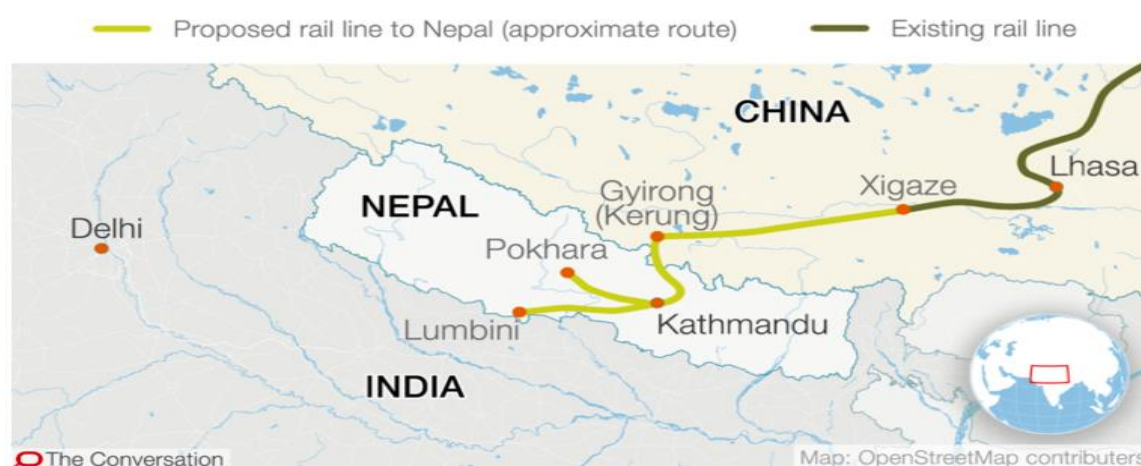 Proposed rail line to Nepal (approximate route)
Existing rail line
CHINA
Lhasa
Xigaze
Gyirong
(Kerung)
NEPAL
Delhi
Pokhara
Kathmandu
Lumbini
INDIA
The Conversation
Map: OpenStreetMap contributers